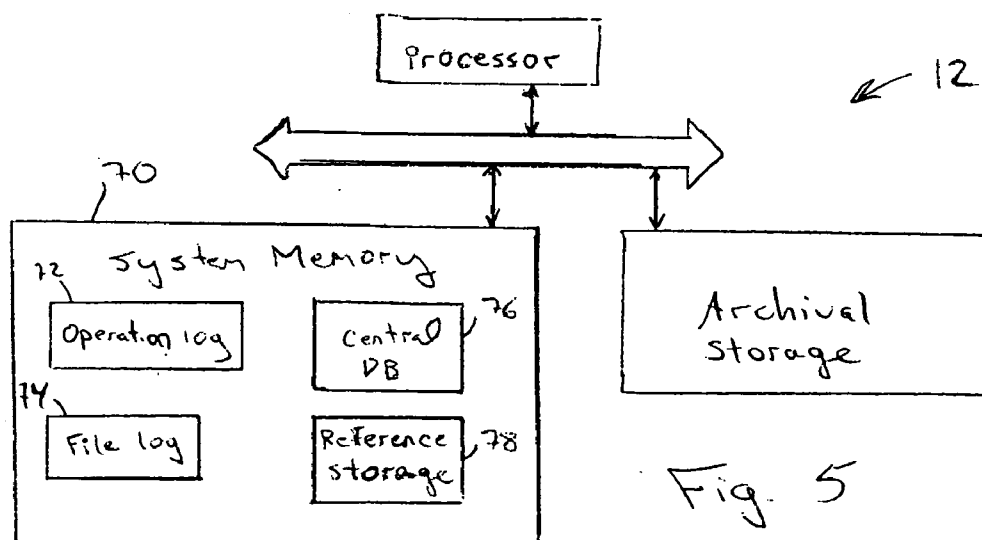 Processor
12
70
System Memory
72
Operation log
Central
DB
76
74
File log
Reference
storage
78
Archival
storage
Fig. 5